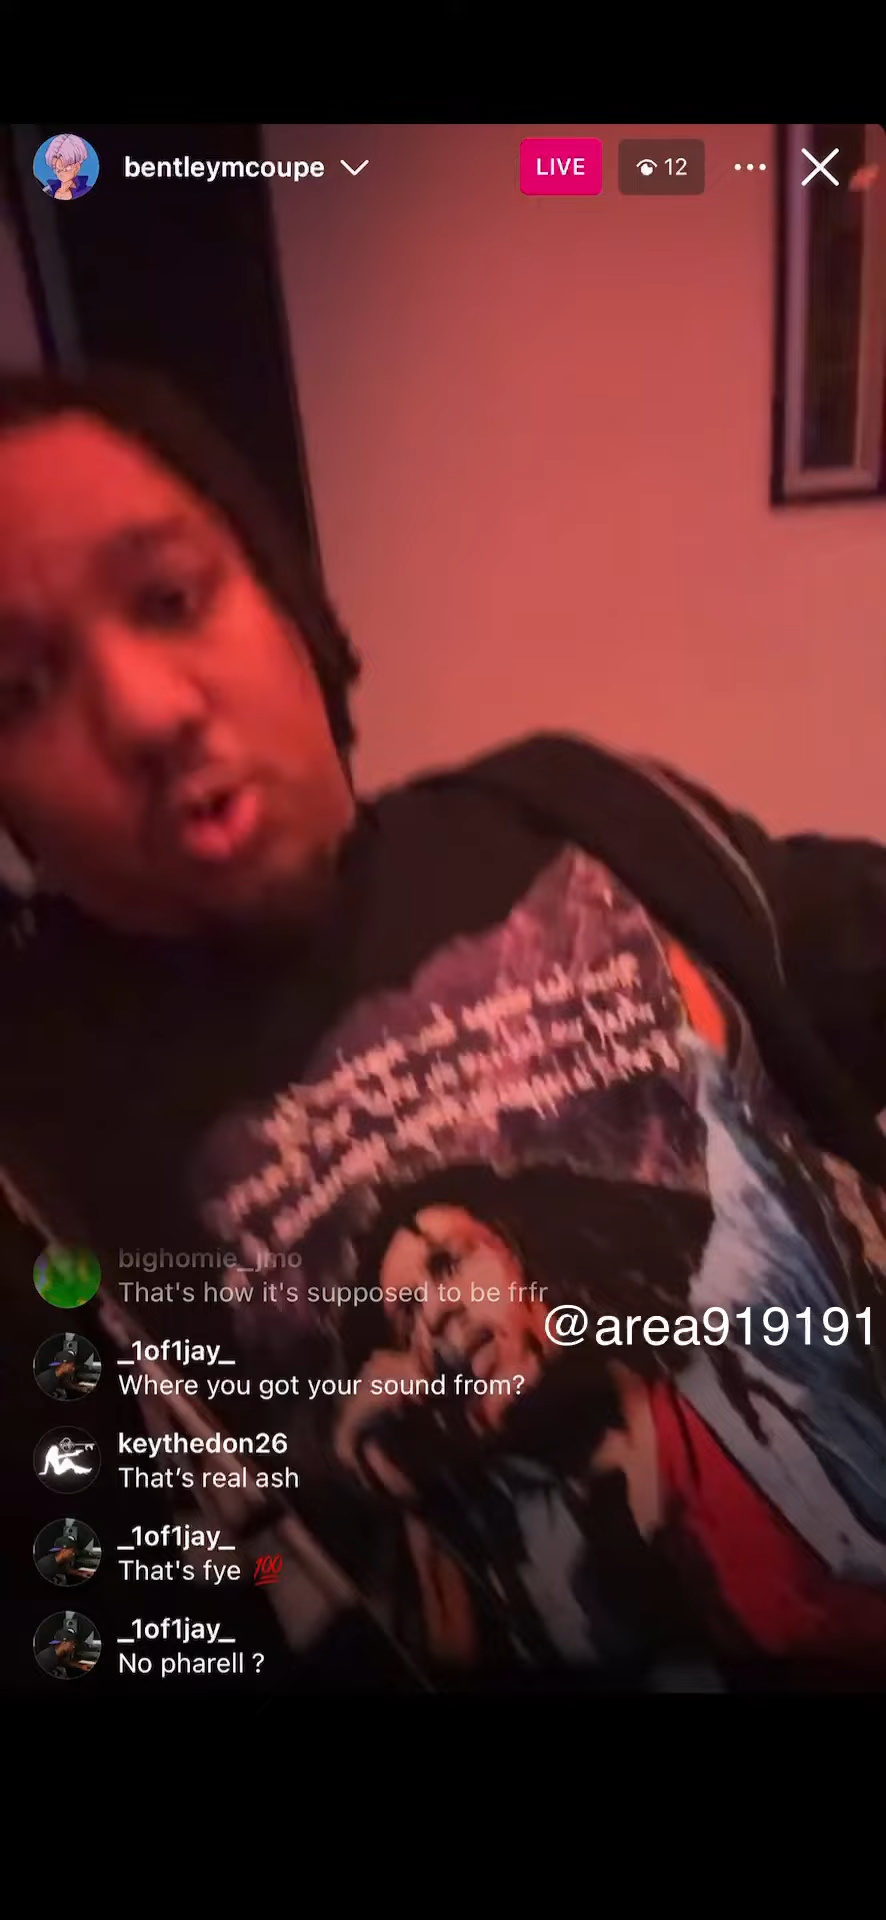 bentleymcoupe
LIVE
12
bighomie_jmo
That's how it's supposed to be frfr
@area919191
_1of1jay_
Where you got your sound from?
keythedon26
That's real ash
_1of1jay_
That's fye 💯
_1of1jay_
No pharell ?